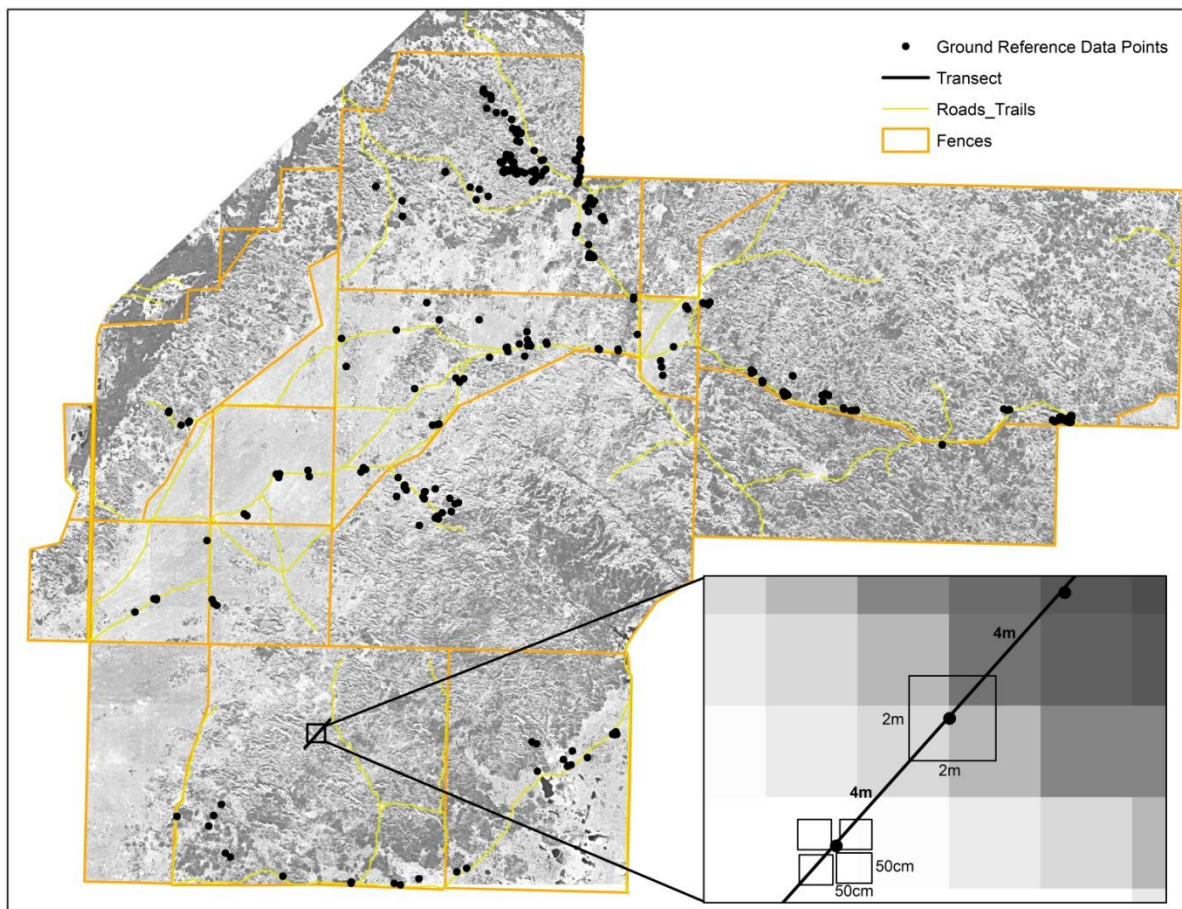 Ground Reference Data Points
Transect
Roads_Trails
Fences
4m
2m
2m
4m
50cm
50cm